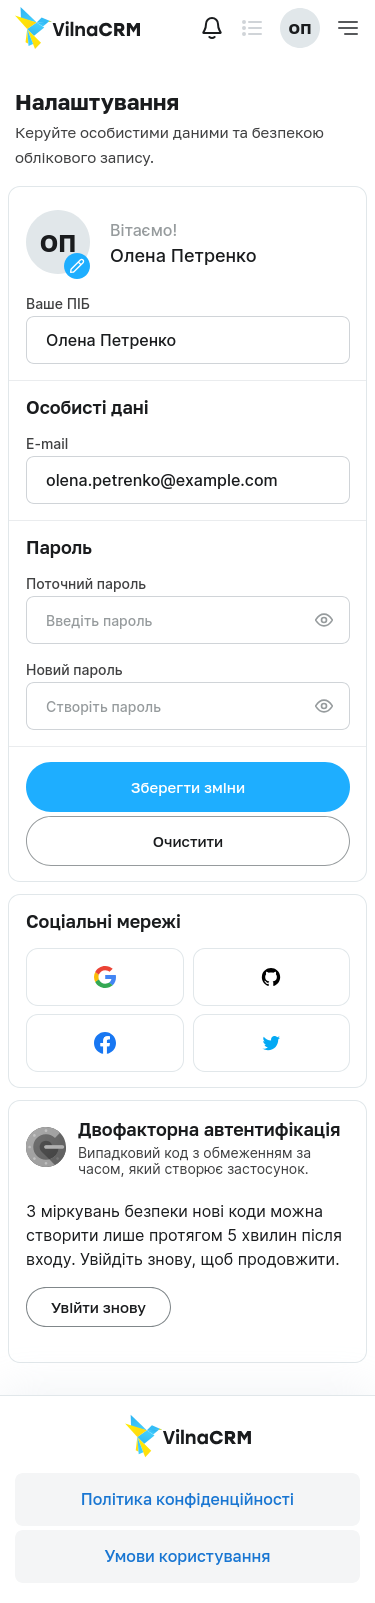 VilnaCRM
ОП
Налаштування
Керуйте особистими даними та безпекою
облікового запису.
ОП
Вітаємо!
Олена Петренко
Ваше ПІБ
Олена Петренко
Особисті дані
E-mail
olena.petrenko@example.com
Пароль
Поточний пароль
Введіть пароль
Новий пароль
Створіть пароль
Зберегти зміни
Очистити
Соціальні мережі
Двофакторна автентифікація
Випадковий код з обмеженням за
часом, який створює застосунок.
З міркувань безпеки нові коди можна
створити лише протягом 5 хвилин після
входу. Увійдіть знову, щоб продовжити.
Увійти знову
VilnaCRM
Політика конфіденційності
Умови користування